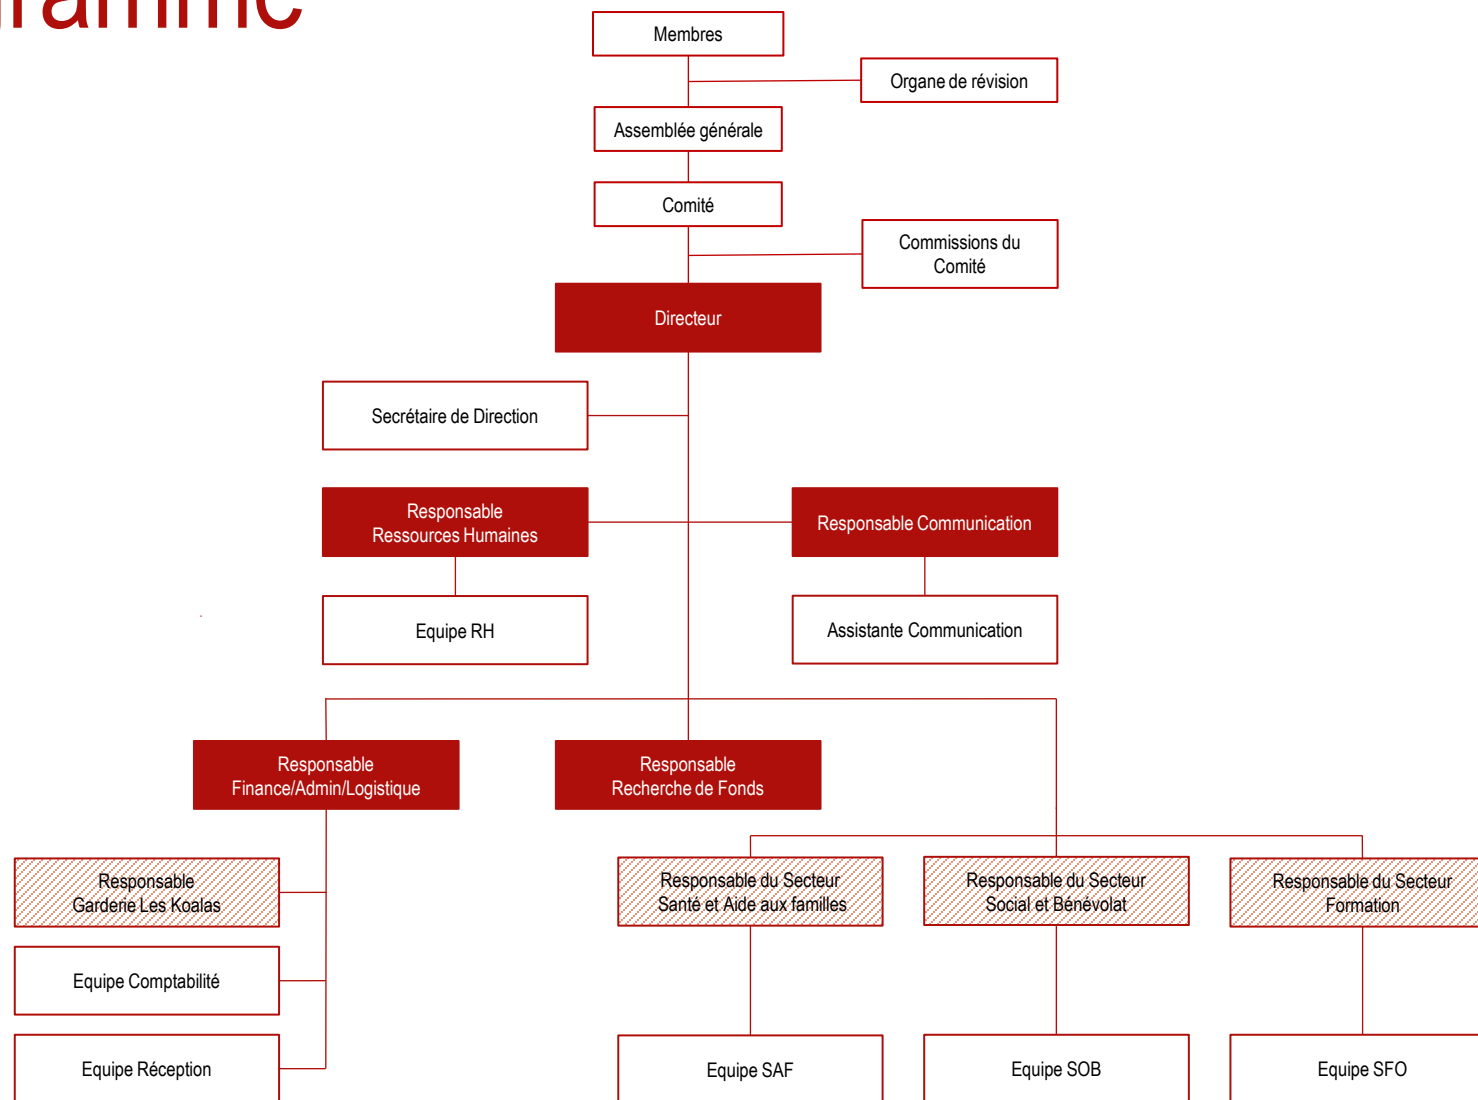 gramme
Membres
Organe de révision
Assemblée générale
Comité
Commissions du
Comité
Directeur
Secrétaire de Direction
Responsable
Ressources Humaines
Responsable Communication
Equipe RH
Assistante Communication
Responsable
Finance/Admin/Logistique
Responsable
Recherche de Fonds
Responsable
Garderie Les Koalas
Responsable du Secteur
Santé et Aide aux familles
Responsable du Secteur
Social et Bénévolat
Responsable du Secteur
Formation
Equipe Comptabilité
Equipe Réception
Equipe SAF
Equipe SOB
Equipe SFO